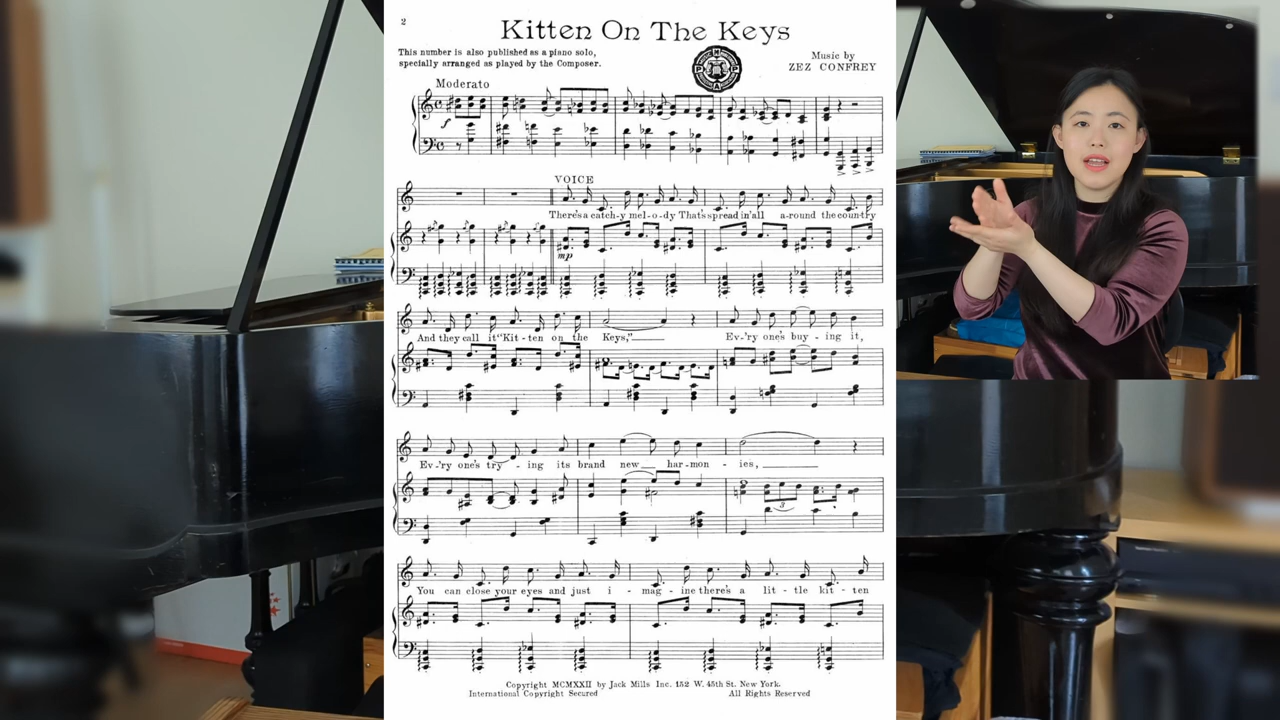 2
Kitten On The Keys
This number is also published as a piano solo,
specially arranged as played by the Composer.
Music by
ZEZ CONFREY
Moderato
f
VOICE
There's a catch-y mel-o-dy That's spread in'all a-round the country
mp
And they call it "Kit-ten on the Keys,"
Ev-'ry one's buy-ing it,
Ev-'ry one's try-ing its brand new har-mon-ies,
3
You can close your eyes and just i-mag-ine there's a lit-tle kit-ten
Copyright MCMXXII by Jack Mills Inc. 152 W. 45th St. New York.
International Copyright Secured All Rights Reserved